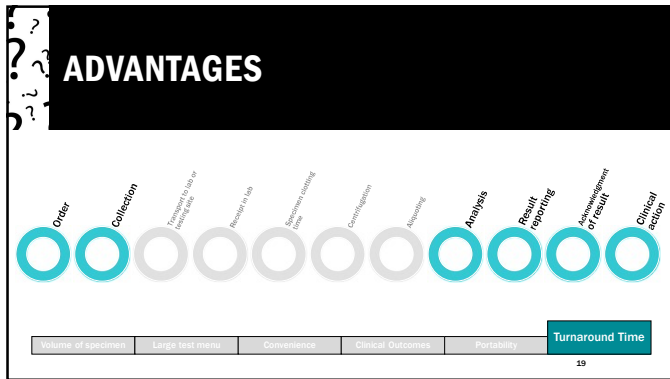 ADVANTAGES
Order
Collection
Transport to lab or
testing site
Receipt in lab
Specimen clotting
time
Centrifugation
Aliquoting
Analysis
Result
reporting
Acknowledgment
of result
Clinical
action
Volume of specimen
Large test menu
Convenience
Clinical Outcomes
Portability
Turnaround Time
19